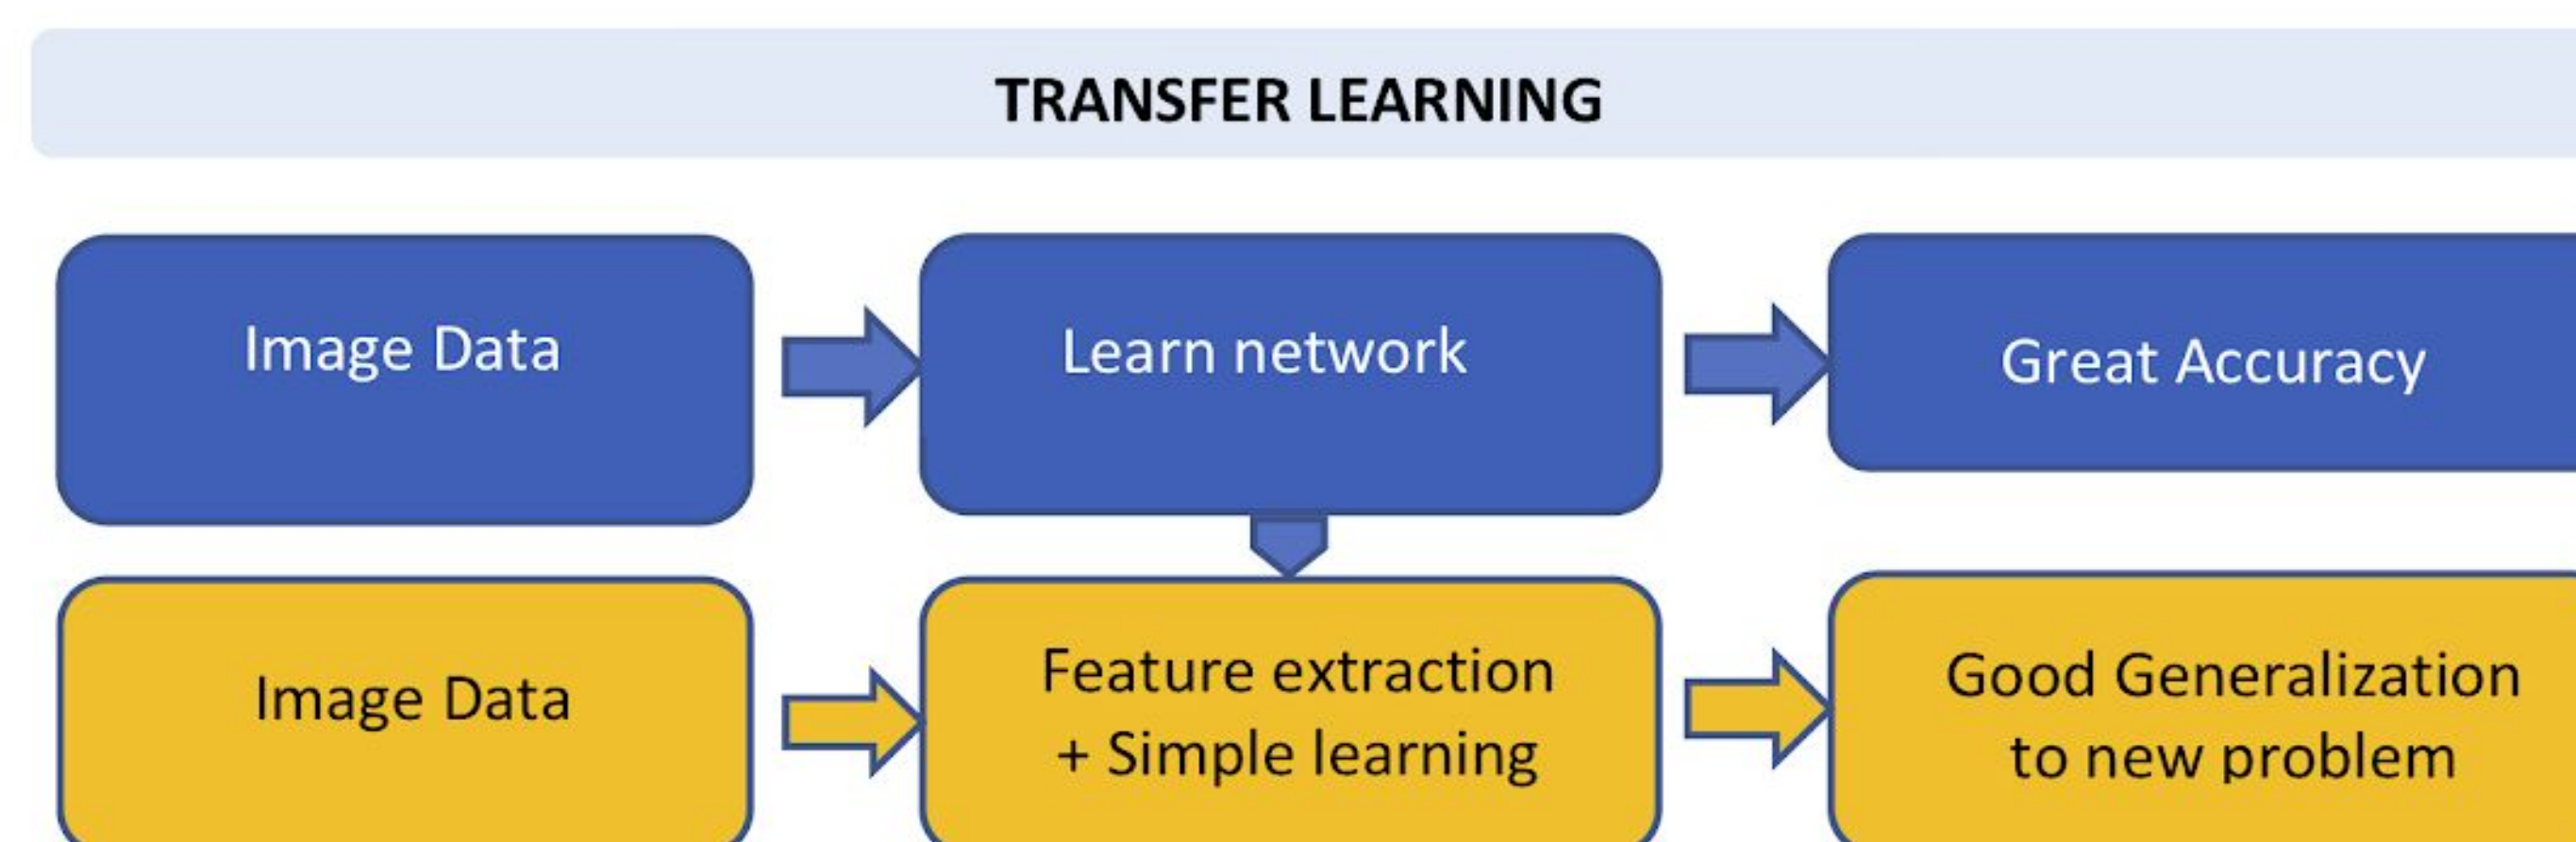 TRANSFER LEARNING
Image Data
Learn network
Great Accuracy
Image Data
Feature extraction
+ Simple learning
Good Generalization
to new problem